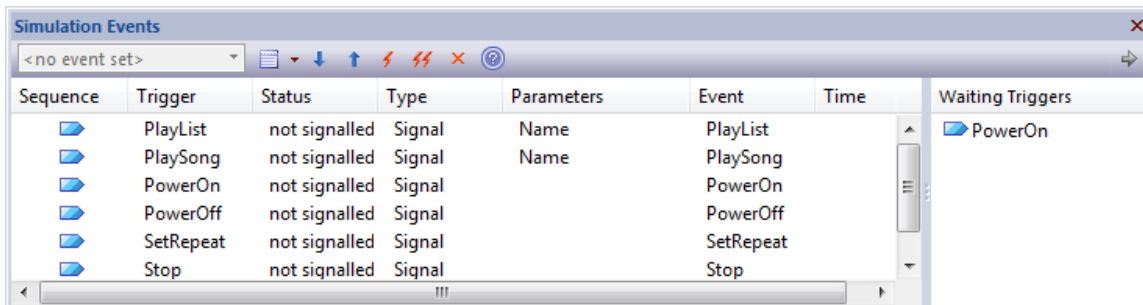 Simulation Events
<no event set>
Sequence Trigger Status Type Parameters Event Time Waiting Triggers
PlayList not signalled Signal Name PlayList PowerOn
PlaySong not signalled Signal Name PlaySong
PowerOn not signalled Signal PowerOn
PowerOff not signalled Signal PowerOff
SetRepeat not signalled Signal SetRepeat
Stop not signalled Signal Stop